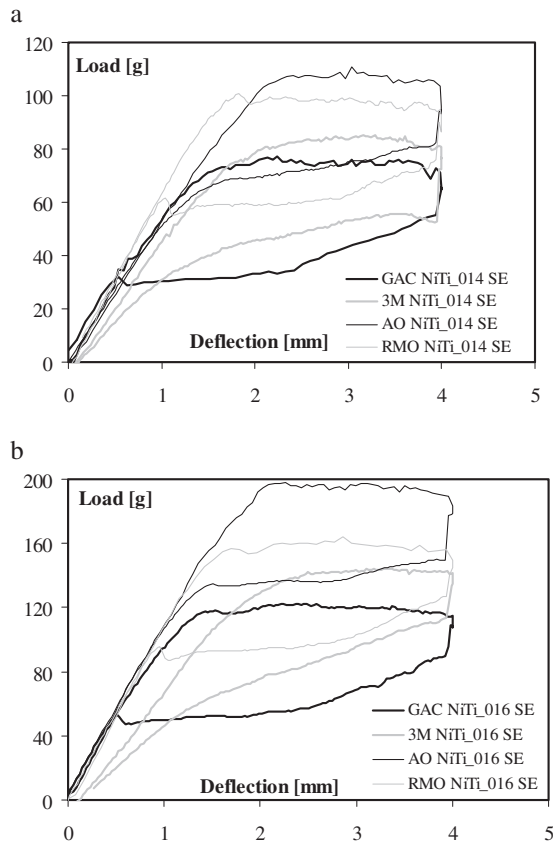 a
120
Load [g]
100
80
60
40
GAC NiTi_014 SE
3M NiTi_014 SE
20
AO NiTi_014 SE
Deflection [mm]
RMO NiTi_014 SE
0
0 1 2 3 4 5
b
200
Load [g]
160
120
80
GAC NiTi_016 SE
3M NiTi_016 SE
40
AO NiTi_016 SE
Deflection [mm]
RMO NiTi_016 SE
0
0 1 2 3 4 5